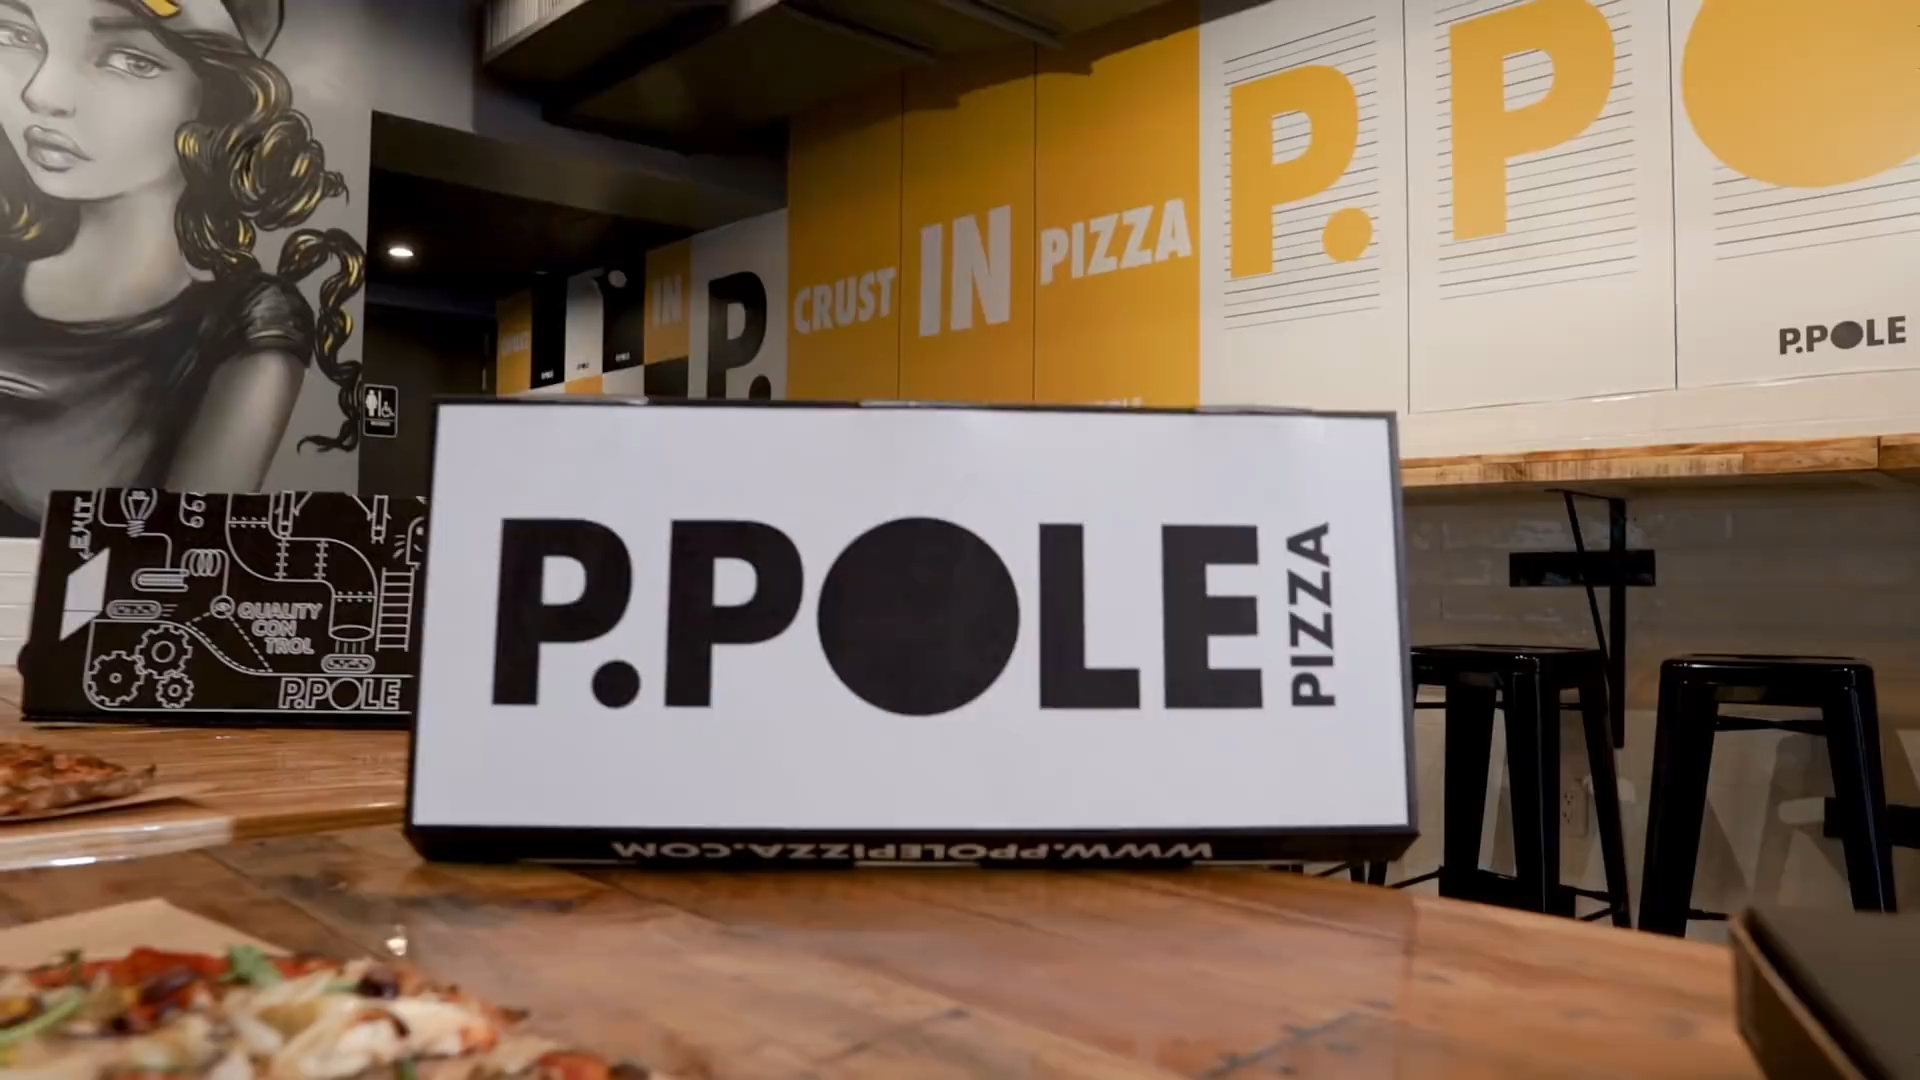 CRUST IN PIZZA
IN
P.
P.
P
P.POLE
P.POLE PIZZA
WWW.PPOLEPIZZA.COM
EXIT
QUALITY
CON
TROL
P.POLE